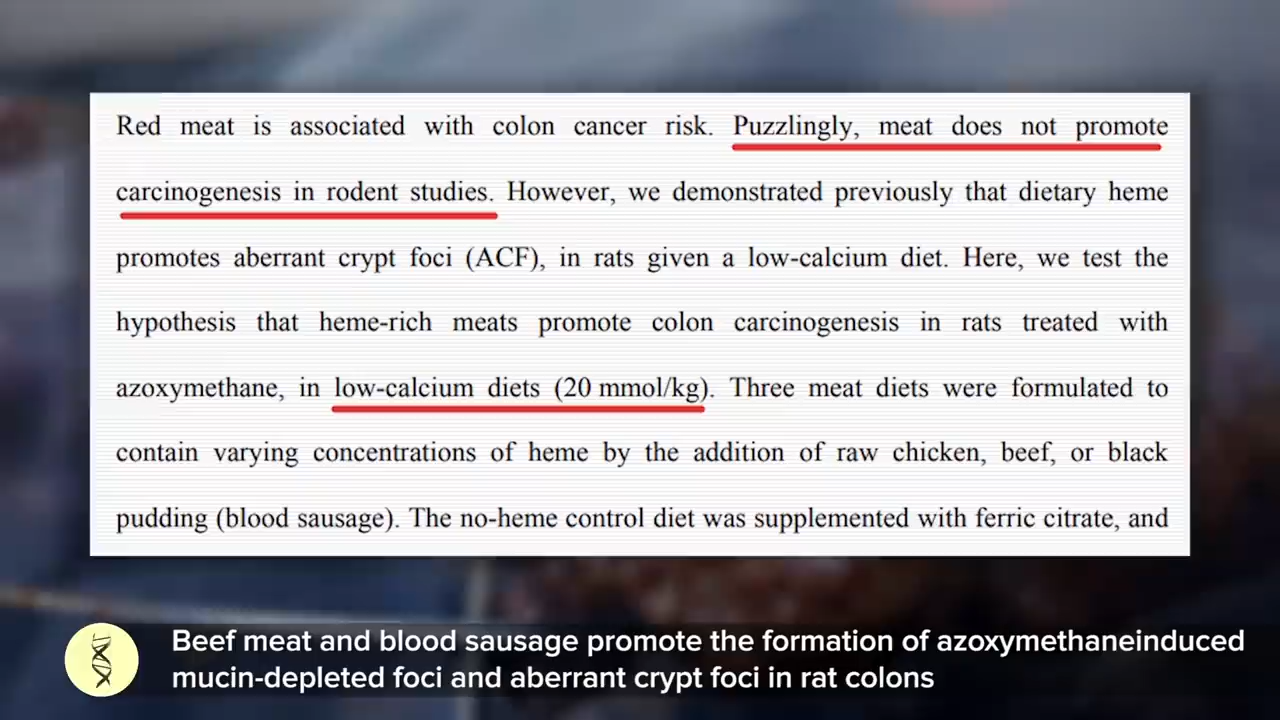 Red meat is associated with colon cancer risk. Puzzlingly, meat does not promote
carcinogenesis in rodent studies. However, we demonstrated previously that dietary heme
promotes aberrant crypt foci (ACF), in rats given a low-calcium diet. Here, we test the
hypothesis that heme-rich meats promote colon carcinogenesis in rats treated with
azoxymethane, in low-calcium diets (20 mmol/kg). Three meat diets were formulated to
contain varying concentrations of heme by the addition of raw chicken, beef, or black
pudding (blood sausage). The no-heme control diet was supplemented with ferric citrate, and
Beef meat and blood sausage promote the formation of azoxymethaneinduced
mucin-depleted foci and aberrant crypt foci in rat colons